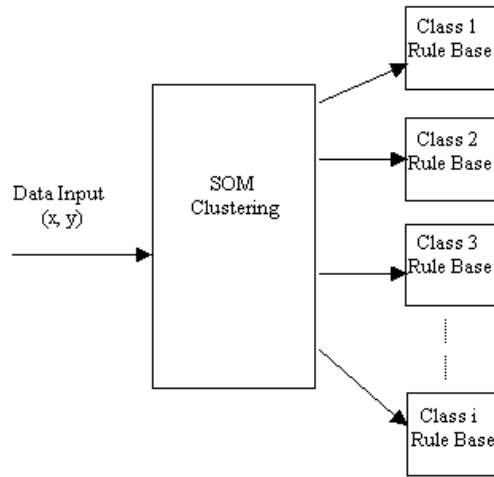 Data Input
(x, y)
SOM
Clustering
Class 1
Rule Base
Class 2
Rule Base
Class 3
Rule Base
Class i
Rule Base